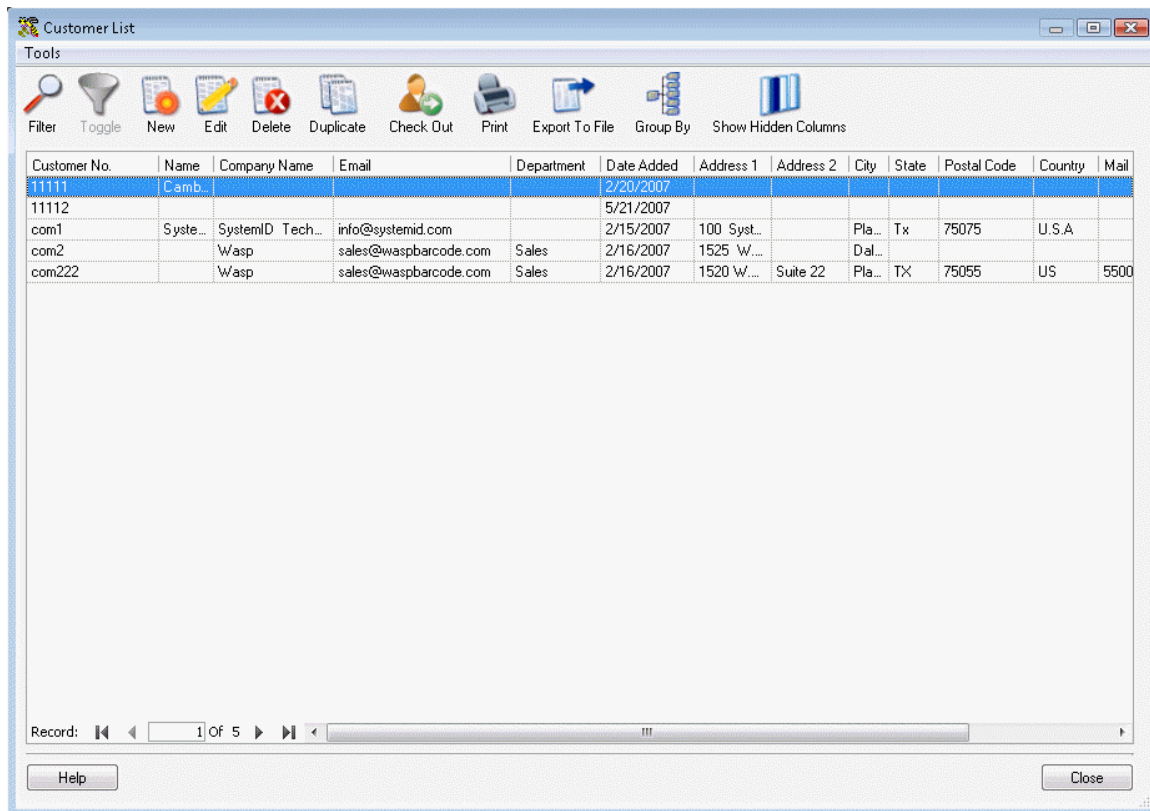 Customer List
Tools
Filter Toggle New Edit Delete Duplicate Check Out Print Export To File Group By Show Hidden Columns
Customer No. Name Company Name Email Department Date Added Address 1 Address 2 City State Postal Code Country Mail
11111 Camb... 2/20/2007
11112 5/21/2007
com1 Syste... SystemID Tech... info@systemid.com 2/15/2007 100 Syst... Pla... Tx 75075 U.S.A
com2 Wasp sales@waspbarcode.com Sales 2/16/2007 1525 W.... Dal...
com222 Wasp sales@waspbarcode.com Sales 2/16/2007 1520 W.... Suite 22 Pla... TX 75055 US 5500
Record: 1 Of 5
Help Close